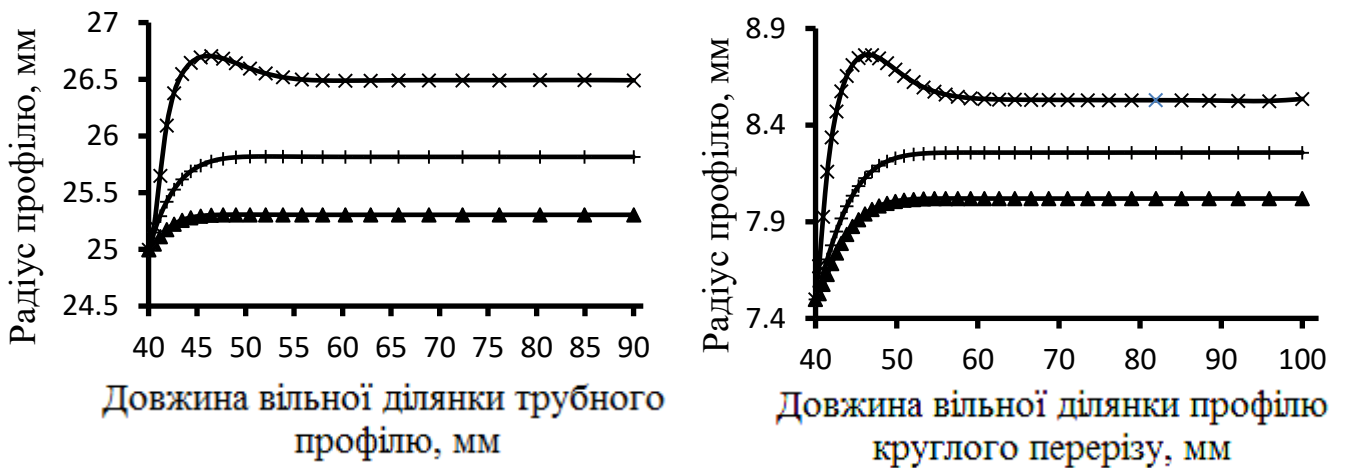 Радіус профілю, мм
27
26.5
26
25.5
25
24.5
40 45 50 55 60 65 70 75 80 85 90
Довжина вільної ділянки трубного
профілю, мм
Радіус профілю, мм
8.9
8.4
7.9
7.4
40 50 60 70 80 90 100
Довжина вільної ділянки профілю
круглого перерізу, мм